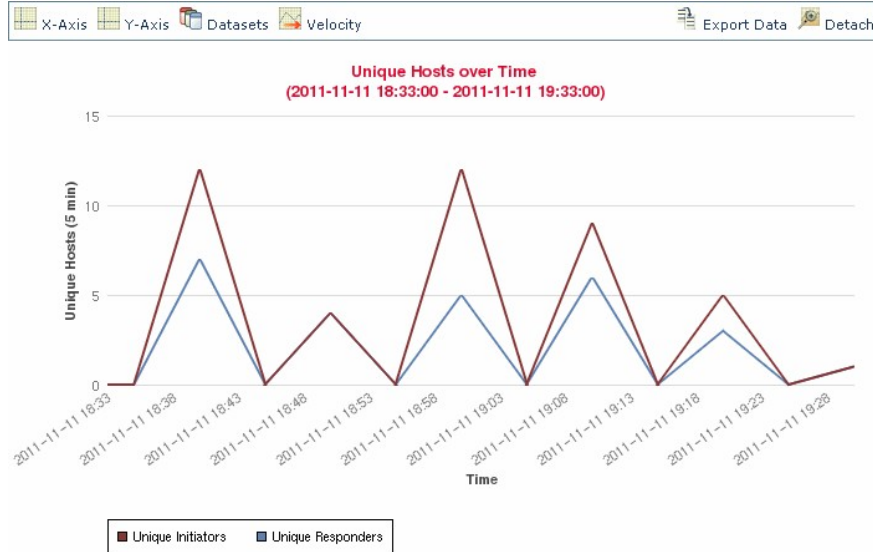 X-Axis Y-Axis Datasets Velocity Export Data Detach
Unique Hosts over Time
(2011-11-11 18:33:00 - 2011-11-11 19:33:00)
15
10
5
0
Unique Hosts (5 min)
2011-11-11 18:33 2011-11-11 18:38 2011-11-11 18:43 2011-11-11 18:48 2011-11-11 18:53 2011-11-11 18:58 2011-11-11 19:03 2011-11-11 19:08 2011-11-11 19:13 2011-11-11 19:18 2011-11-11 19:23 2011-11-11 19:28
Time
Unique Initiators Unique Responders